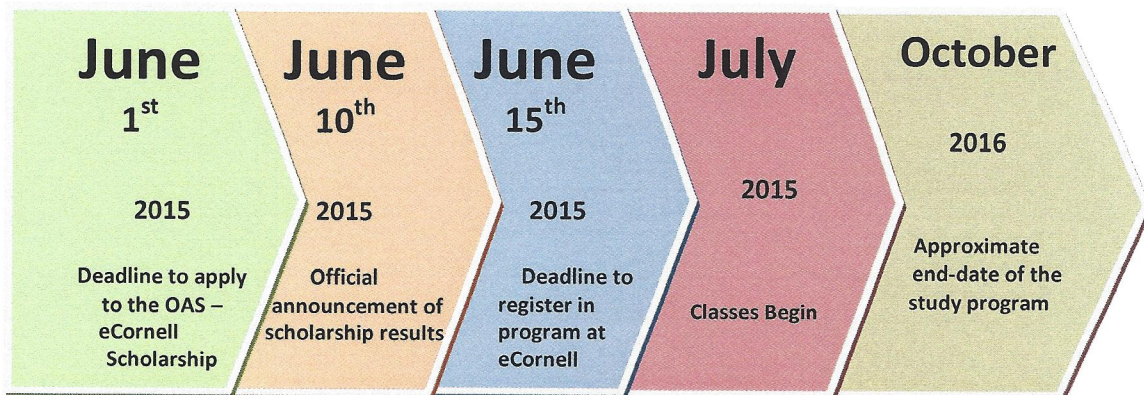 June
1st
2015
Deadline to apply
to the OAS –
eCornell
Scholarship
June
10th
2015
Official
announcement of
scholarship results
June
15th
2015
Deadline to
register in
program at
eCornell
July
2015
Classes Begin
October
2016
Approximate
end-date of the
study program